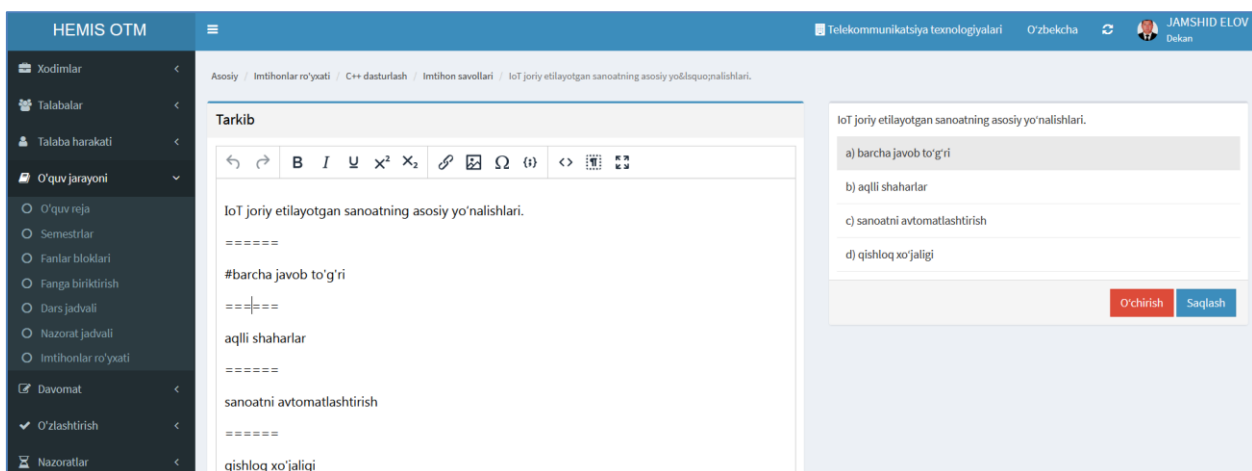 HEMIS OTM
Telekommunikatsiya texnologiyalari
O'zbekcha
JAMSHID ELOV
Dekan
Xodimlar
Talabalar
Talaba harakati
O'quv jarayoni
O'quv reja
Semestrlar
Fanlar bloklari
Fanga biriktirish
Dars jadvali
Nazorat jadvali
Imtihonlar ro'yxati
Davomat
O'zlashtirish
Nazoratlar
Asosiy / Imtihonlar ro'yxati / C++ dasturlash / Imtihon savollari / IoT joriy etilayotgan sanoatning asosiy yo&lsquo;nalishlari.
Tarkib
B I U X² X₂ Ω
IoT joriy etilayotgan sanoatning asosiy yo‘nalishlari.
======
#barcha javob to‘g‘ri
======
aqlli shaharlar
======
sanoatni avtomatlashtirish
======
qishloq xo‘jaligi
IoT joriy etilayotgan sanoatning asosiy yo‘nalishlari.
a) barcha javob to‘g‘ri
b) aqlli shaharlar
c) sanoatni avtomatlashtirish
d) qishloq xo‘jaligi
O'chirish
Saqlash